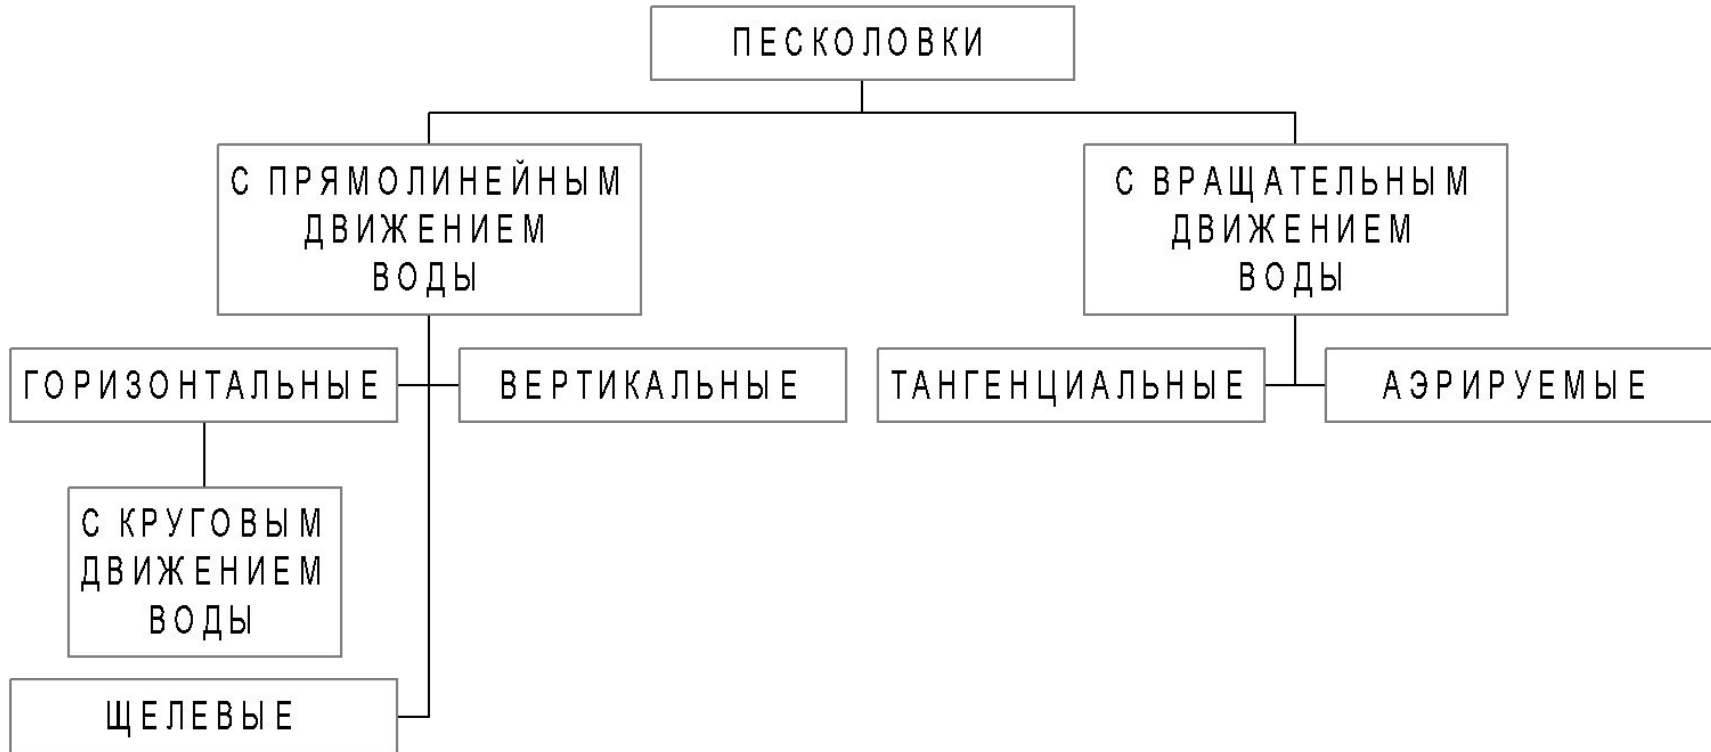 ПЕСКОЛОВКИ
С ПРЯМОЛИНЕЙНЫМ
ДВИЖЕНИЕМ
ВОДЫ
С ВРАЩАТЕЛЬНЫМ
ДВИЖЕНИЕМ
ВОДЫ
ГОРИЗОНТАЛЬНЫЕ
ВЕРТИКАЛЬНЫЕ
ТАНГЕНЦИАЛЬНЫЕ
АЭРИРУЕМЫЕ
С КРУГОВЫМ
ДВИЖЕНИЕМ
ВОДЫ
ЩЕЛЕВЫЕ